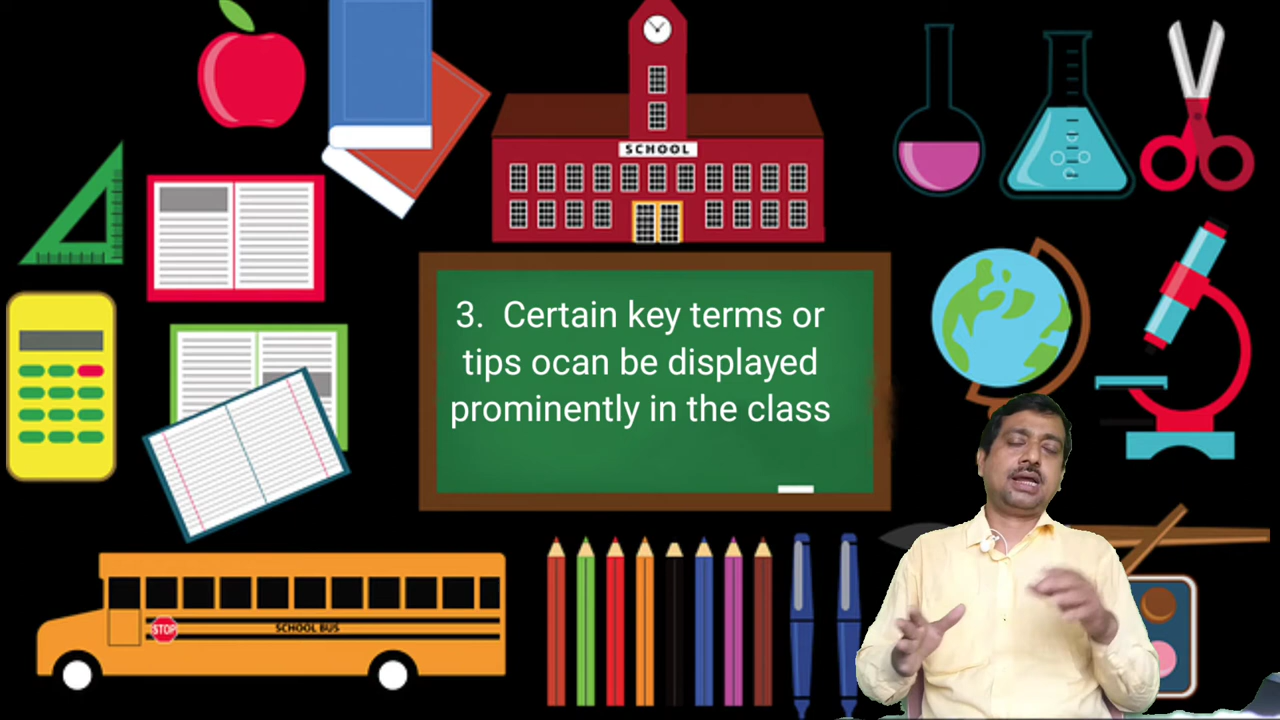 SCHOOL
3. Certain key terms or
tips ocan be displayed
prominently in the class
STOP
SCHOOL BUS